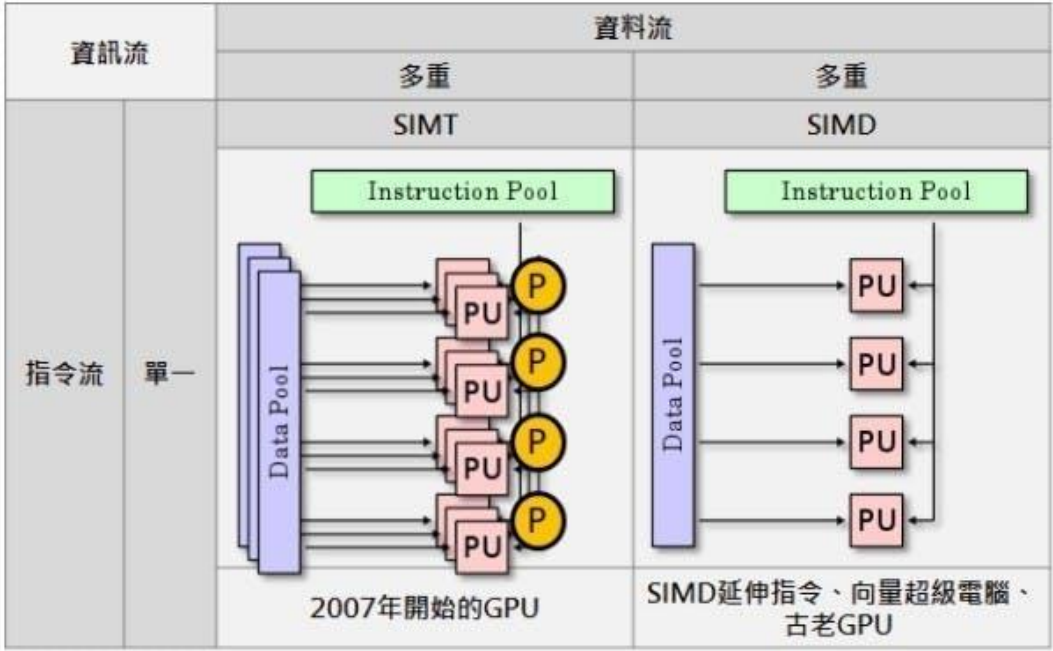 資訊流
資料流
多重
多重
SIMT
SIMD
指令流
單一
Instruction Pool
Data Pool
P
PU
P
PU
P
PU
P
PU
Instruction Pool
Data Pool
PU
PU
PU
PU
2007年開始的GPU
SIMD延伸指令、向量超級電腦、
古老GPU